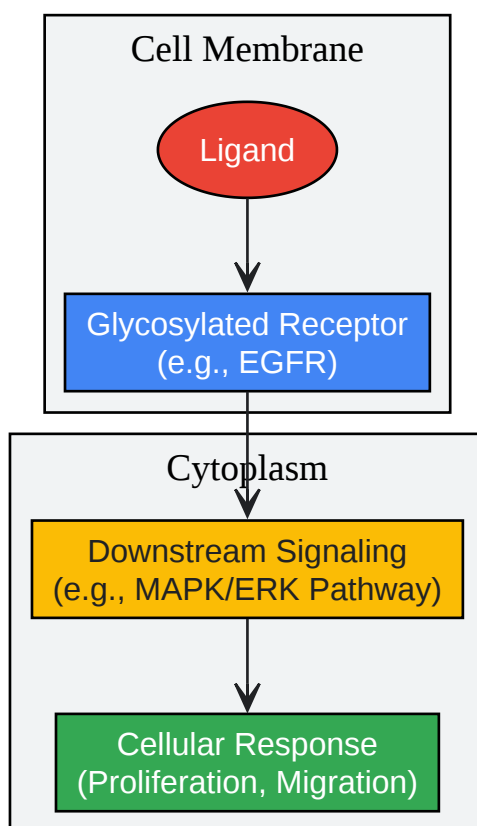 Cell Membrane
Ligand
Glycosylated Receptor
(e.g., EGFR)
Cytoplasm
Downstream Signaling
(e.g., MAPK/ERK Pathway)
Cellular Response
(Proliferation, Migration)